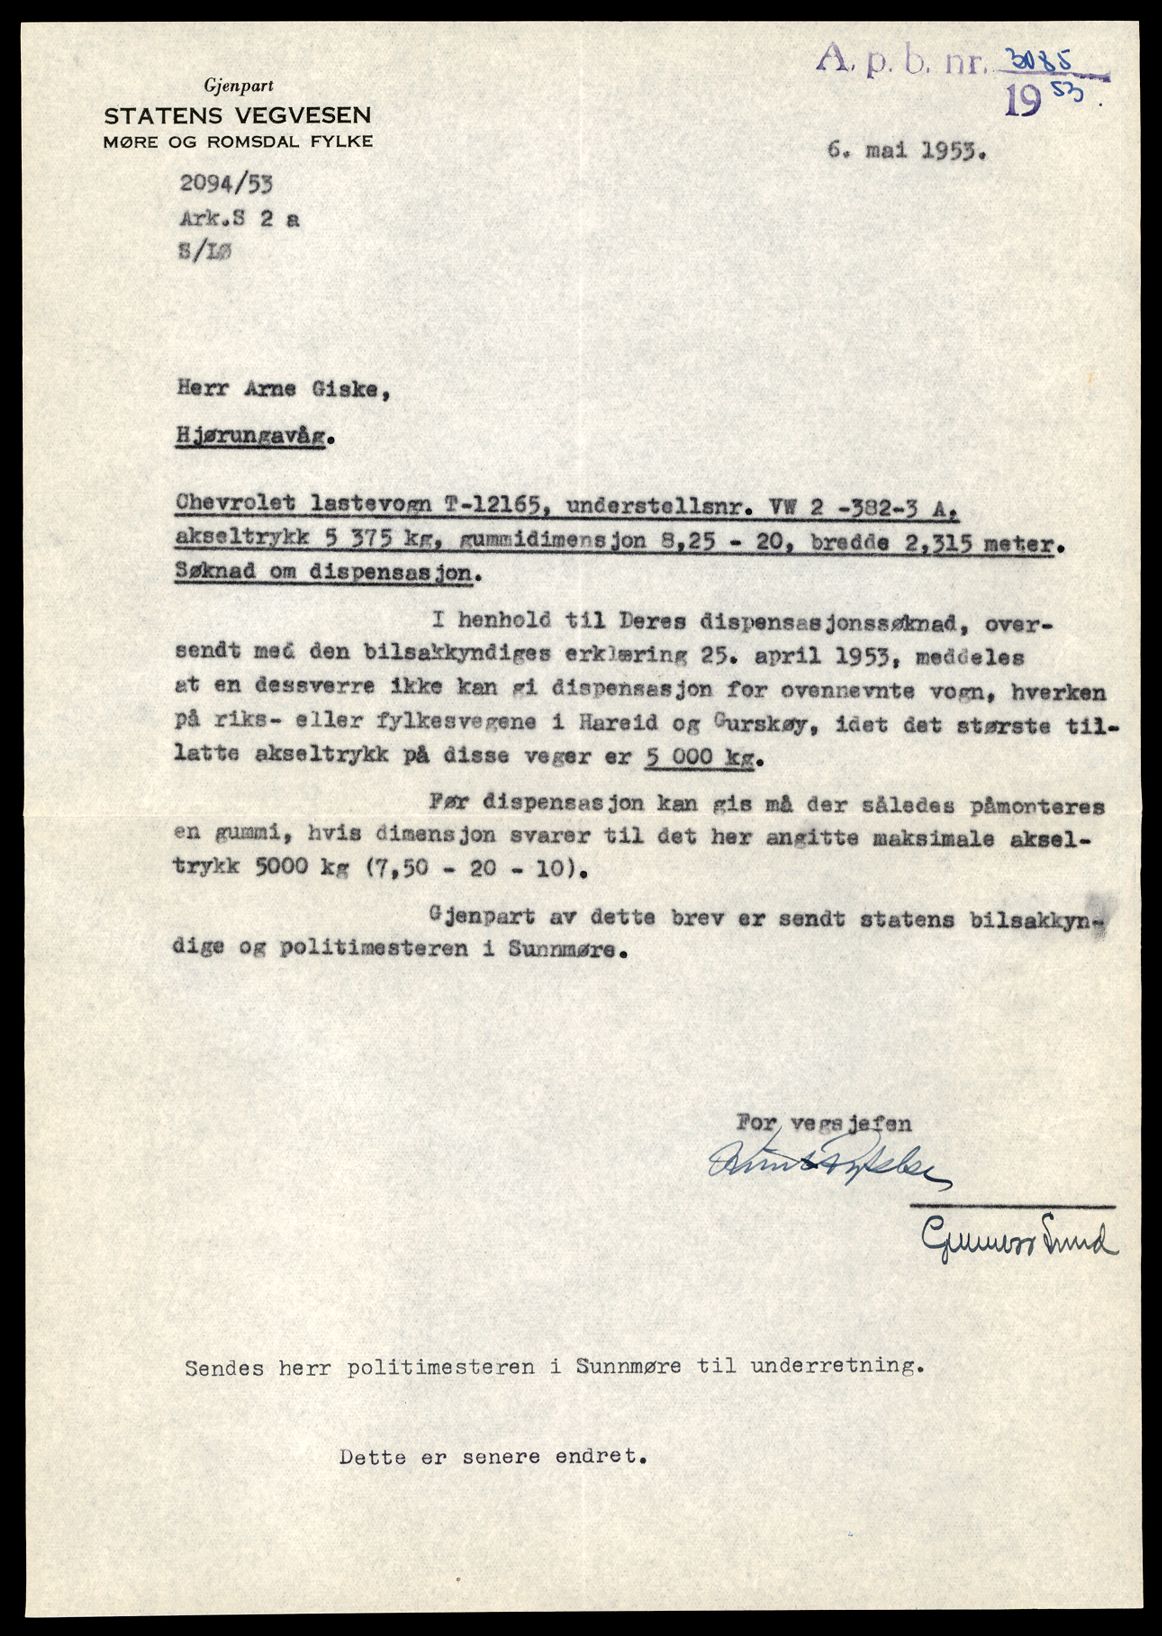 A. p. b. nr. 3085
19 53.
Gjenpart
STATENS VEGVESEN
MØRE OG ROMSDAL FYLKE
6. mai 1953.
2094/53
Ark.S 2 a
S/LØ
Herr Arne Giske,
Hjørungavåg.
Chevrolet lastevogn T-12165, understellsnr. VW 2 -382-3 A,
akseltrykk 5 375 kg, gummidimensjon 8,25 - 20, bredde 2,315 meter.
Søknad om dispensasjon.
I henhold til Deres dispensasjonssøknad, over-
sendt med den bilsakkyndiges erklæring 25. april 1953, meddeles
at en dessverre ikke kan gi dispensasjon for ovennevnte vogn, hverken
på riks- eller fylkesvegene i Hareid og Gurskøy, idet det største til-
latte akseltrykk på disse veger er 5 000 kg.
Før dispensasjon kan gis må der således påmonteres
en gummi, hvis dimensjon svarer til det her angitte maksimale aksel-
trykk 5000 kg (7,50 - 20 - 10).
Gjenpart av dette brev er sendt statens bilsakkyn-
dige og politimesteren i Sunnmøre.
For vegsjefen
Sendes herr politimesteren i Sunnmøre til underretning.
Dette er senere endret.